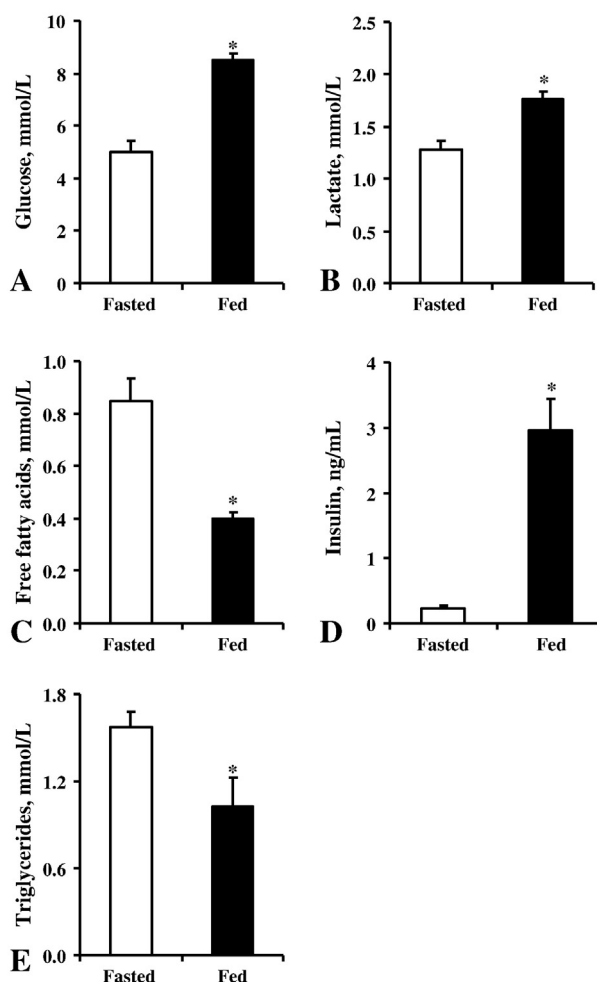 10
8
6
4
2
0
Glucose, mmol/L
*
A
Fasted
Fed
2.5
2.0
1.5
1.0
0.5
0.0
Lactate, mmol/L
*
B
Fasted
Fed
1.0
0.8
0.6
0.4
0.2
0.0
Free fatty acids, mmol/L
*
C
Fasted
Fed
4
3
2
1
0
Insulin, ng/mL
*
D
Fasted
Fed
1.8
1.2
0.6
0.0
Triglycerides, mmol/L
*
E
Fasted
Fed